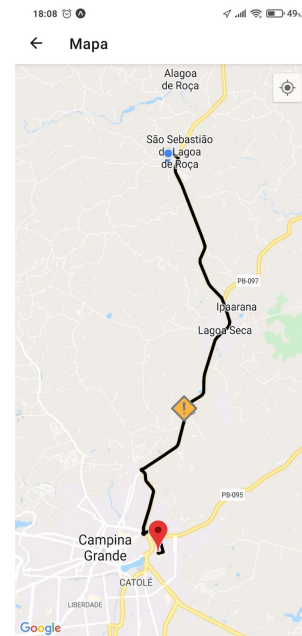 18:08
49%
Mapa
Alagoa
de Roça
São Sebastião
de Lagoa
de Roça
PB-097
Ipaarana
Lagoa Seca
PB-095
Campina
Grande
CATOLÉ
LIBERDADE
Google